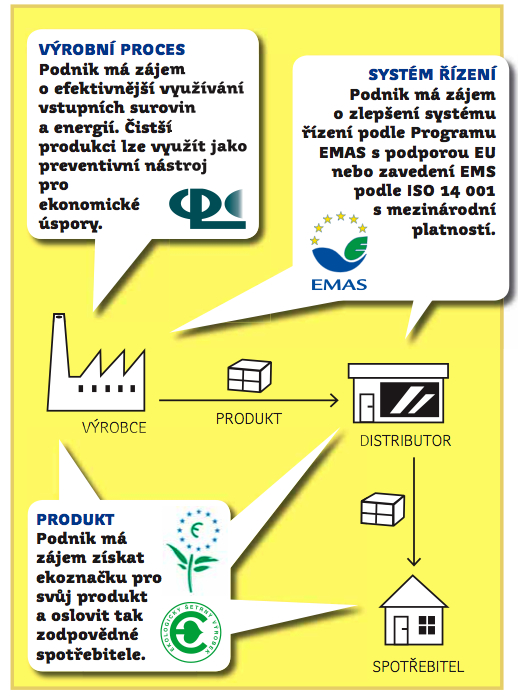 VÝROBNÍ PROCES
Podnik má zájem
o efektivnější využívání
vstupních surovin
a energií. Čistší
produkci lze využít jako
preventivní nástroj
pro
ekonomické
úspory.
SYSTÉM ŘÍZENÍ
Podnik má zájem
o zlepšení systému
řízení podle Programu
EMAS s podporou EU
nebo zavedení EMS
podle ISO 14 001
s mezinárodní
platností.
EMAS
VÝROBCE
PRODUKT
DISTRIBUTOR
PRODUKT
Podnik má
zájem získat
ekoznačku pro
svůj produkt
a oslovit tak
zodpovědné
spotřebitele.
EKOLOGICKY ŠETRNÝ VÝROBEK
SPOTŘEBITEL